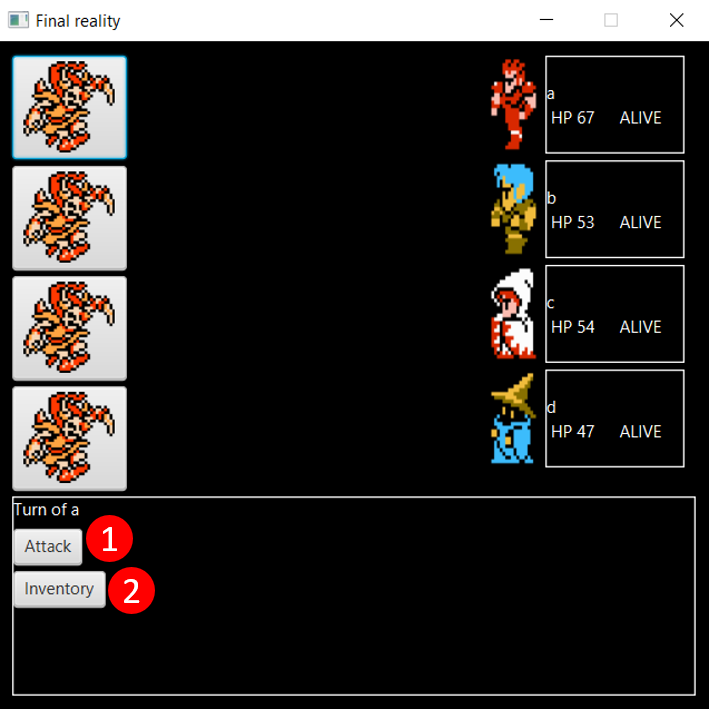 Final reality
a
HP 67 ALIVE
b
HP 53 ALIVE
c
HP 54 ALIVE
d
HP 47 ALIVE
Turn of a
Attack 1
Inventory 2